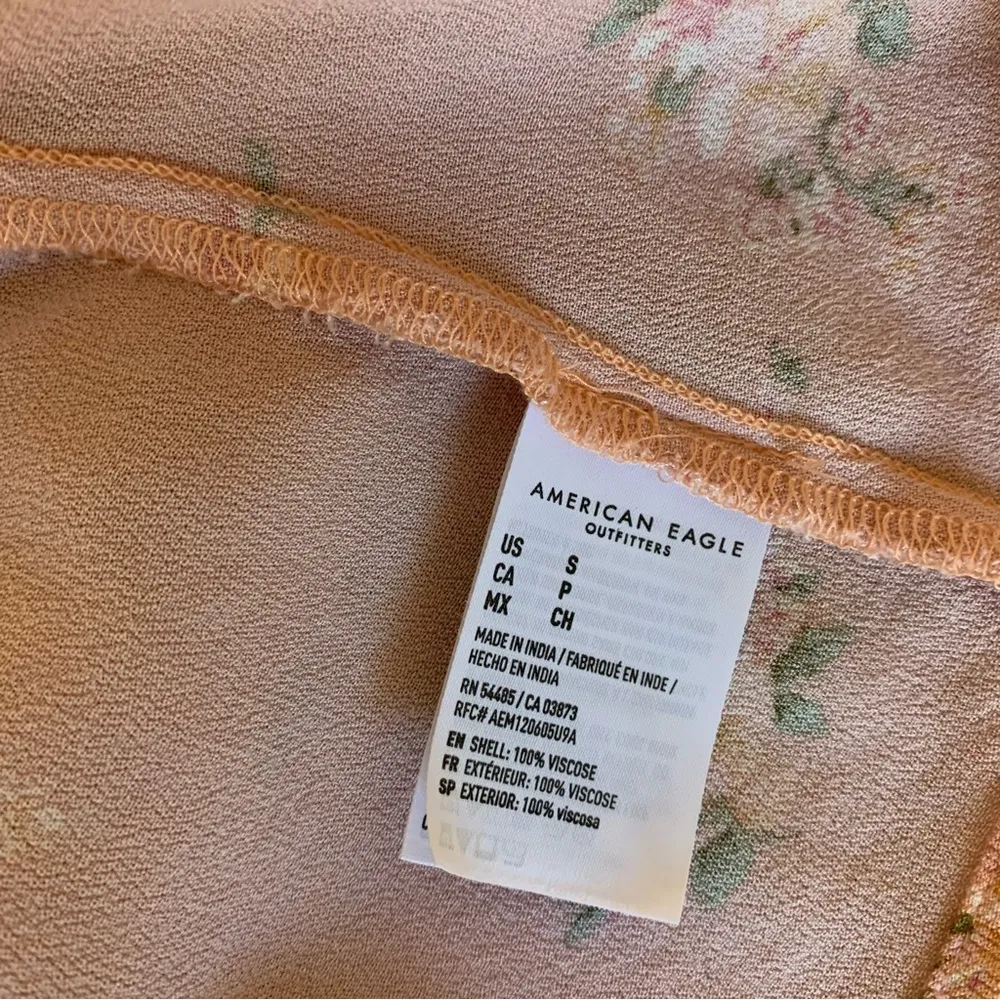 AMERICAN EAGLE
OUTFITTERS
US S
CA P
MX CH
MADE IN INDIA / FABRIQUÉ EN INDE /
HECHO EN INDIA
RN 54485 / CA 03873
RFC# AEM120605U9A
EN SHELL: 100% VISCOSE
FR EXTÉRIEUR: 100% VISCOSE
SP EXTERIOR: 100% viscosa